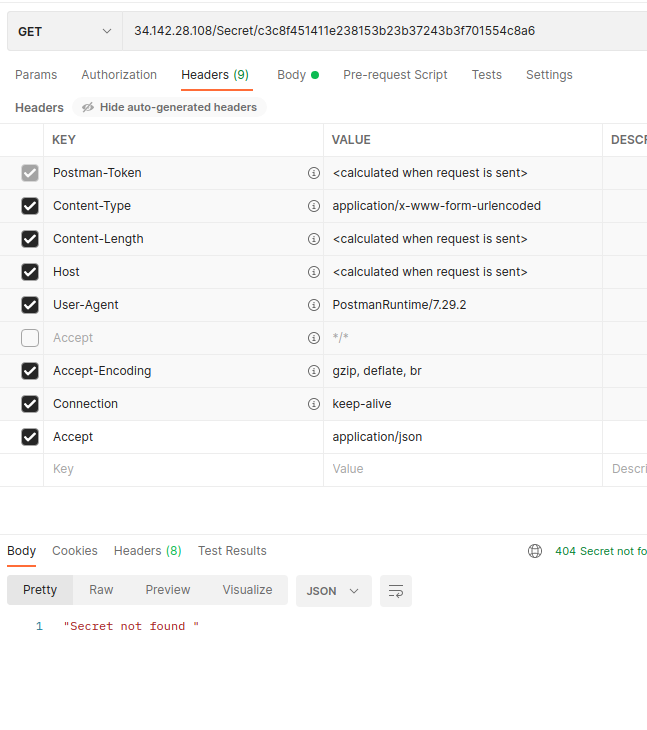 GET 34.142.28.108/Secret/c3c8f451411e238153b23b37243b3f701554c8a6
Params Authorization Headers (9) Body Pre-request Script Tests Settings
Headers Hide auto-generated headers
KEY VALUE DESCR
Postman-Token <calculated when request is sent>
Content-Type application/x-www-form-urlencoded
Content-Length <calculated when request is sent>
Host <calculated when request is sent>
User-Agent PostmanRuntime/7.29.2
Accept */*
Accept-Encoding gzip, deflate, br
Connection keep-alive
Accept application/json
Key Value Descri
Body Cookies Headers (8) Test Results 404 Secret not fo
Pretty Raw Preview Visualize JSON
1 "Secret not found "